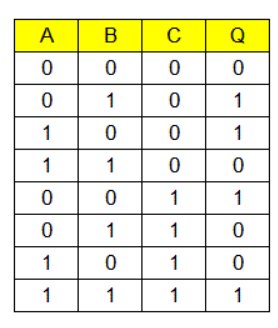 A B C Q
0 0 0 0
0 1 0 1
1 0 0 1
1 1 0 0
0 0 1 1
0 1 1 0
1 0 1 0
1 1 1 1